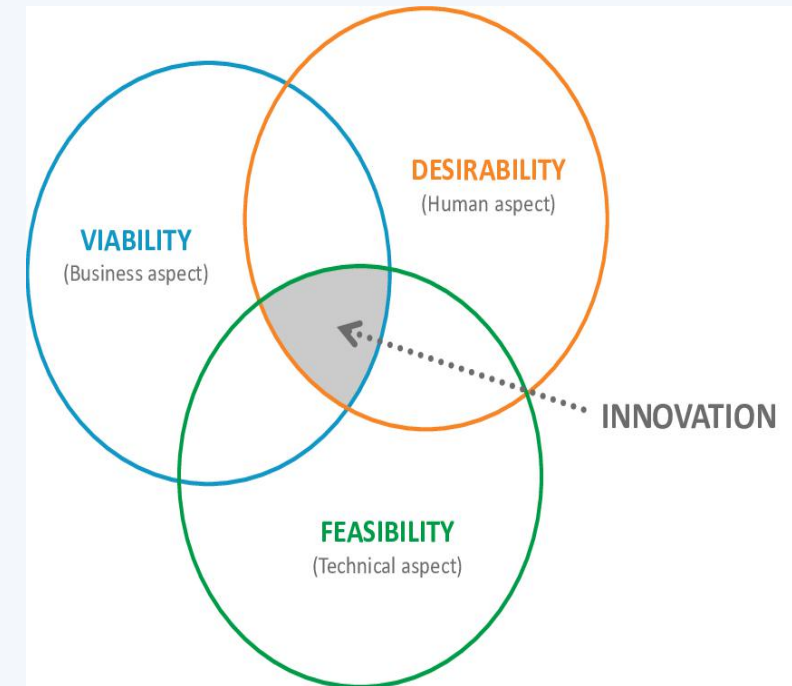 DESIRABILITY
(Human aspect)
VIABILITY
(Business aspect)
INNOVATION
FEASIBILITY
(Technical aspect)